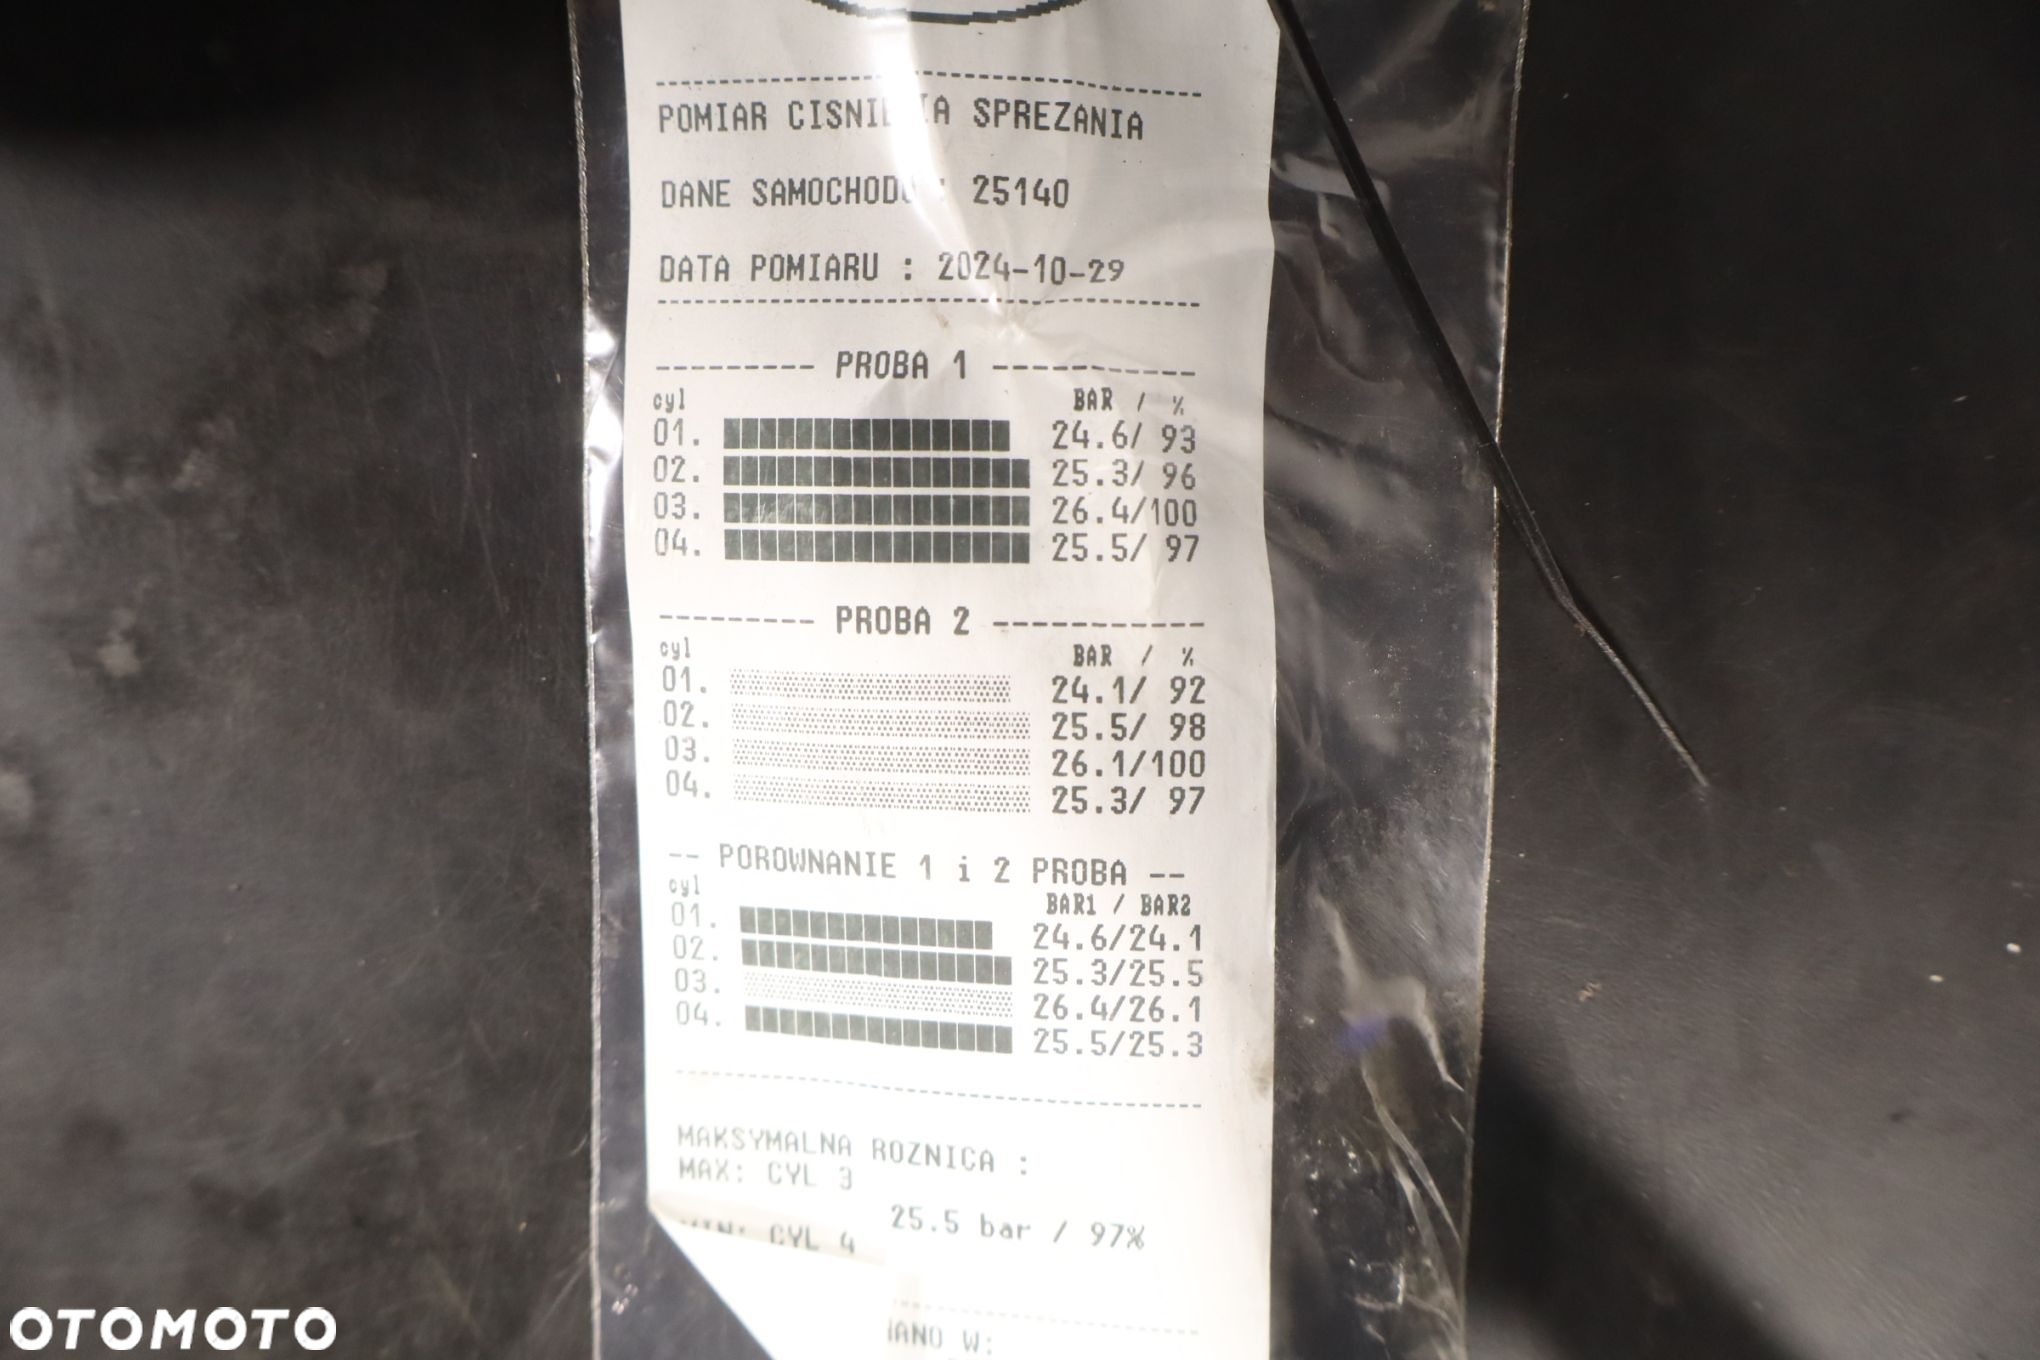 POMIAR SPREZANIA
DANE SAMOCHODU : 25140
DATA POMIARU : 2024-10-29
--------- PROBA 1 ------------
cyl BAR / %
01. 24.6/ 93
02. 25.3/ 96
03. 26.4/100
04. 25.5/ 97
--------- PROBA 2 ------------
cyl BAR / %
01. 24.1/ 92
02. 25.5/ 98
03. 26.1/100
04. 25.3/ 97
-- POROWNANIE 1 i 2 PROBA --
cyl BAR1 / BAR2
01. 24.6/24.1
02. 25.3/25.5
03. 26.4/26.1
04. 25.5/25.3
MAKSYMALNA ROZNICA :
MAX: CYL 3
25.5 bar / 97%
CYL 4
W:
OTOMOTO